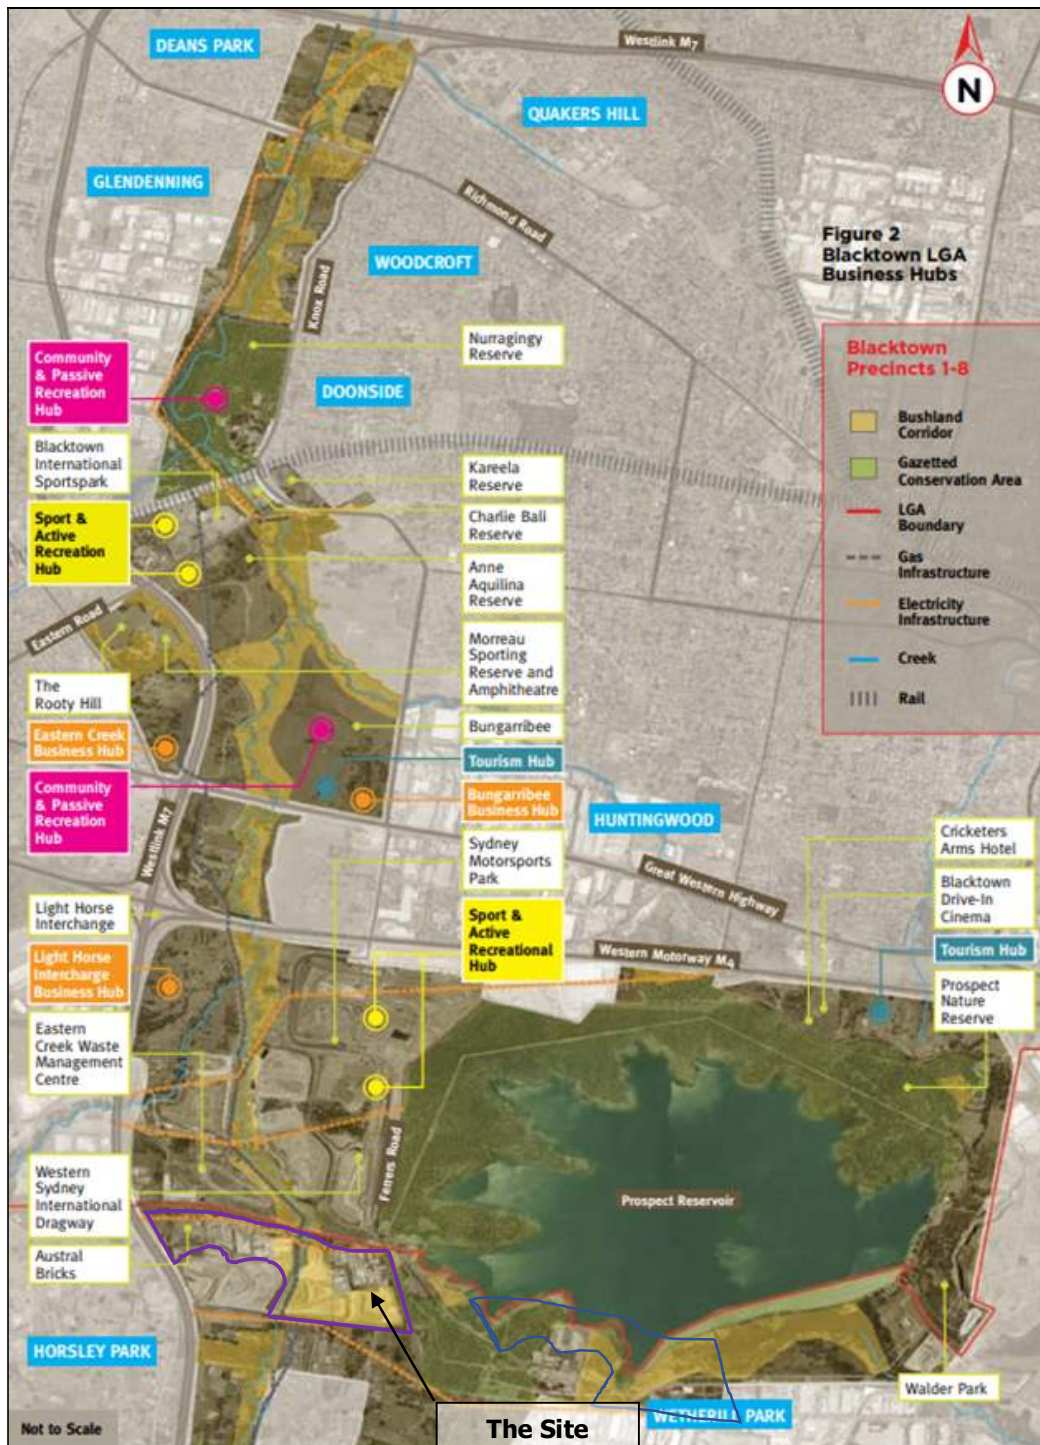 DEANS PARK
Westlink M7
N
QUAKERS HILL
GLENDENNING
Richmond Road
Figure 2
Blacktown LGA
Business Hubs
WOODCROFT
Knox Road
Nurragingy
Reserve
Community
& Passive
Recreation
Hub
DOONSIDE
Blacktown
Precincts 1-8
Bushland
Corridor
Gazetted
Conservation Area
LGA
Boundary
Gas
Infrastructure
Electricity
Infrastructure
Creek
Rail
Blacktown
International
Sportspark
Kareela
Reserve
Sport &
Active
Recreation
Hub
Charlie Bali
Reserve
Anne
Aquilina
Reserve
Eastern Road
Morreau
Sporting
Reserve and
Amphitheatre
The
Rooty Hill
Bungarribee
Eastern Creek
Business Hub
Tourism Hub
Community
& Passive
Recreation
Hub
Bungarribee
Business Hub
HUNTINGWOOD
Westlink M7
Sydney
Motorsports
Park
Great Western Highway
Cricketers
Arms Hotel
Blacktown
Drive-In
Cinema
Light Horse
Interchange
Sport &
Active
Recreational
Hub
Western Motorway M4
Tourism Hub
Light Horse
Intercharge
Business Hub
Prospect
Nature
Reserve
Eastern
Creek Waste
Management
Centre
Ferrers Road
Western
Sydney
International
Dragway
Prospect Reservoir
Austral
Bricks
HORSLEY PARK
Walder Park
WETHERILL PARK
The Site
Not to Scale